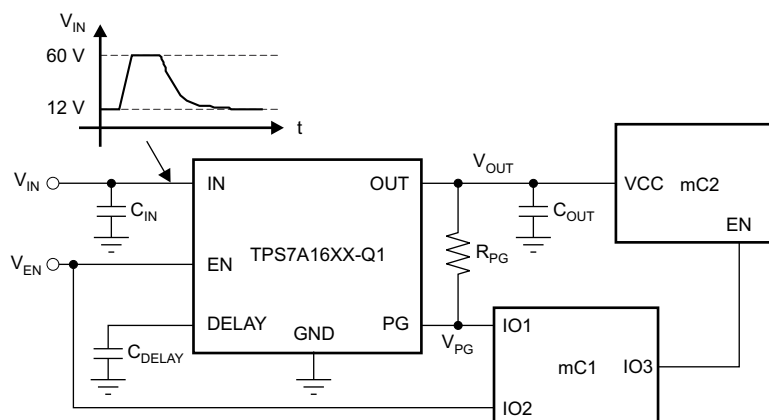 V_IN
60 V
12 V
t
V_IN
C_IN
IN
OUT
V_OUT
C_OUT
VCC
mC2
EN
V_EN
EN
TPS7A16XX-Q1
R_PG
DELAY
GND
PG
C_DELAY
V_PG
IO1
mC1
IO3
IO2